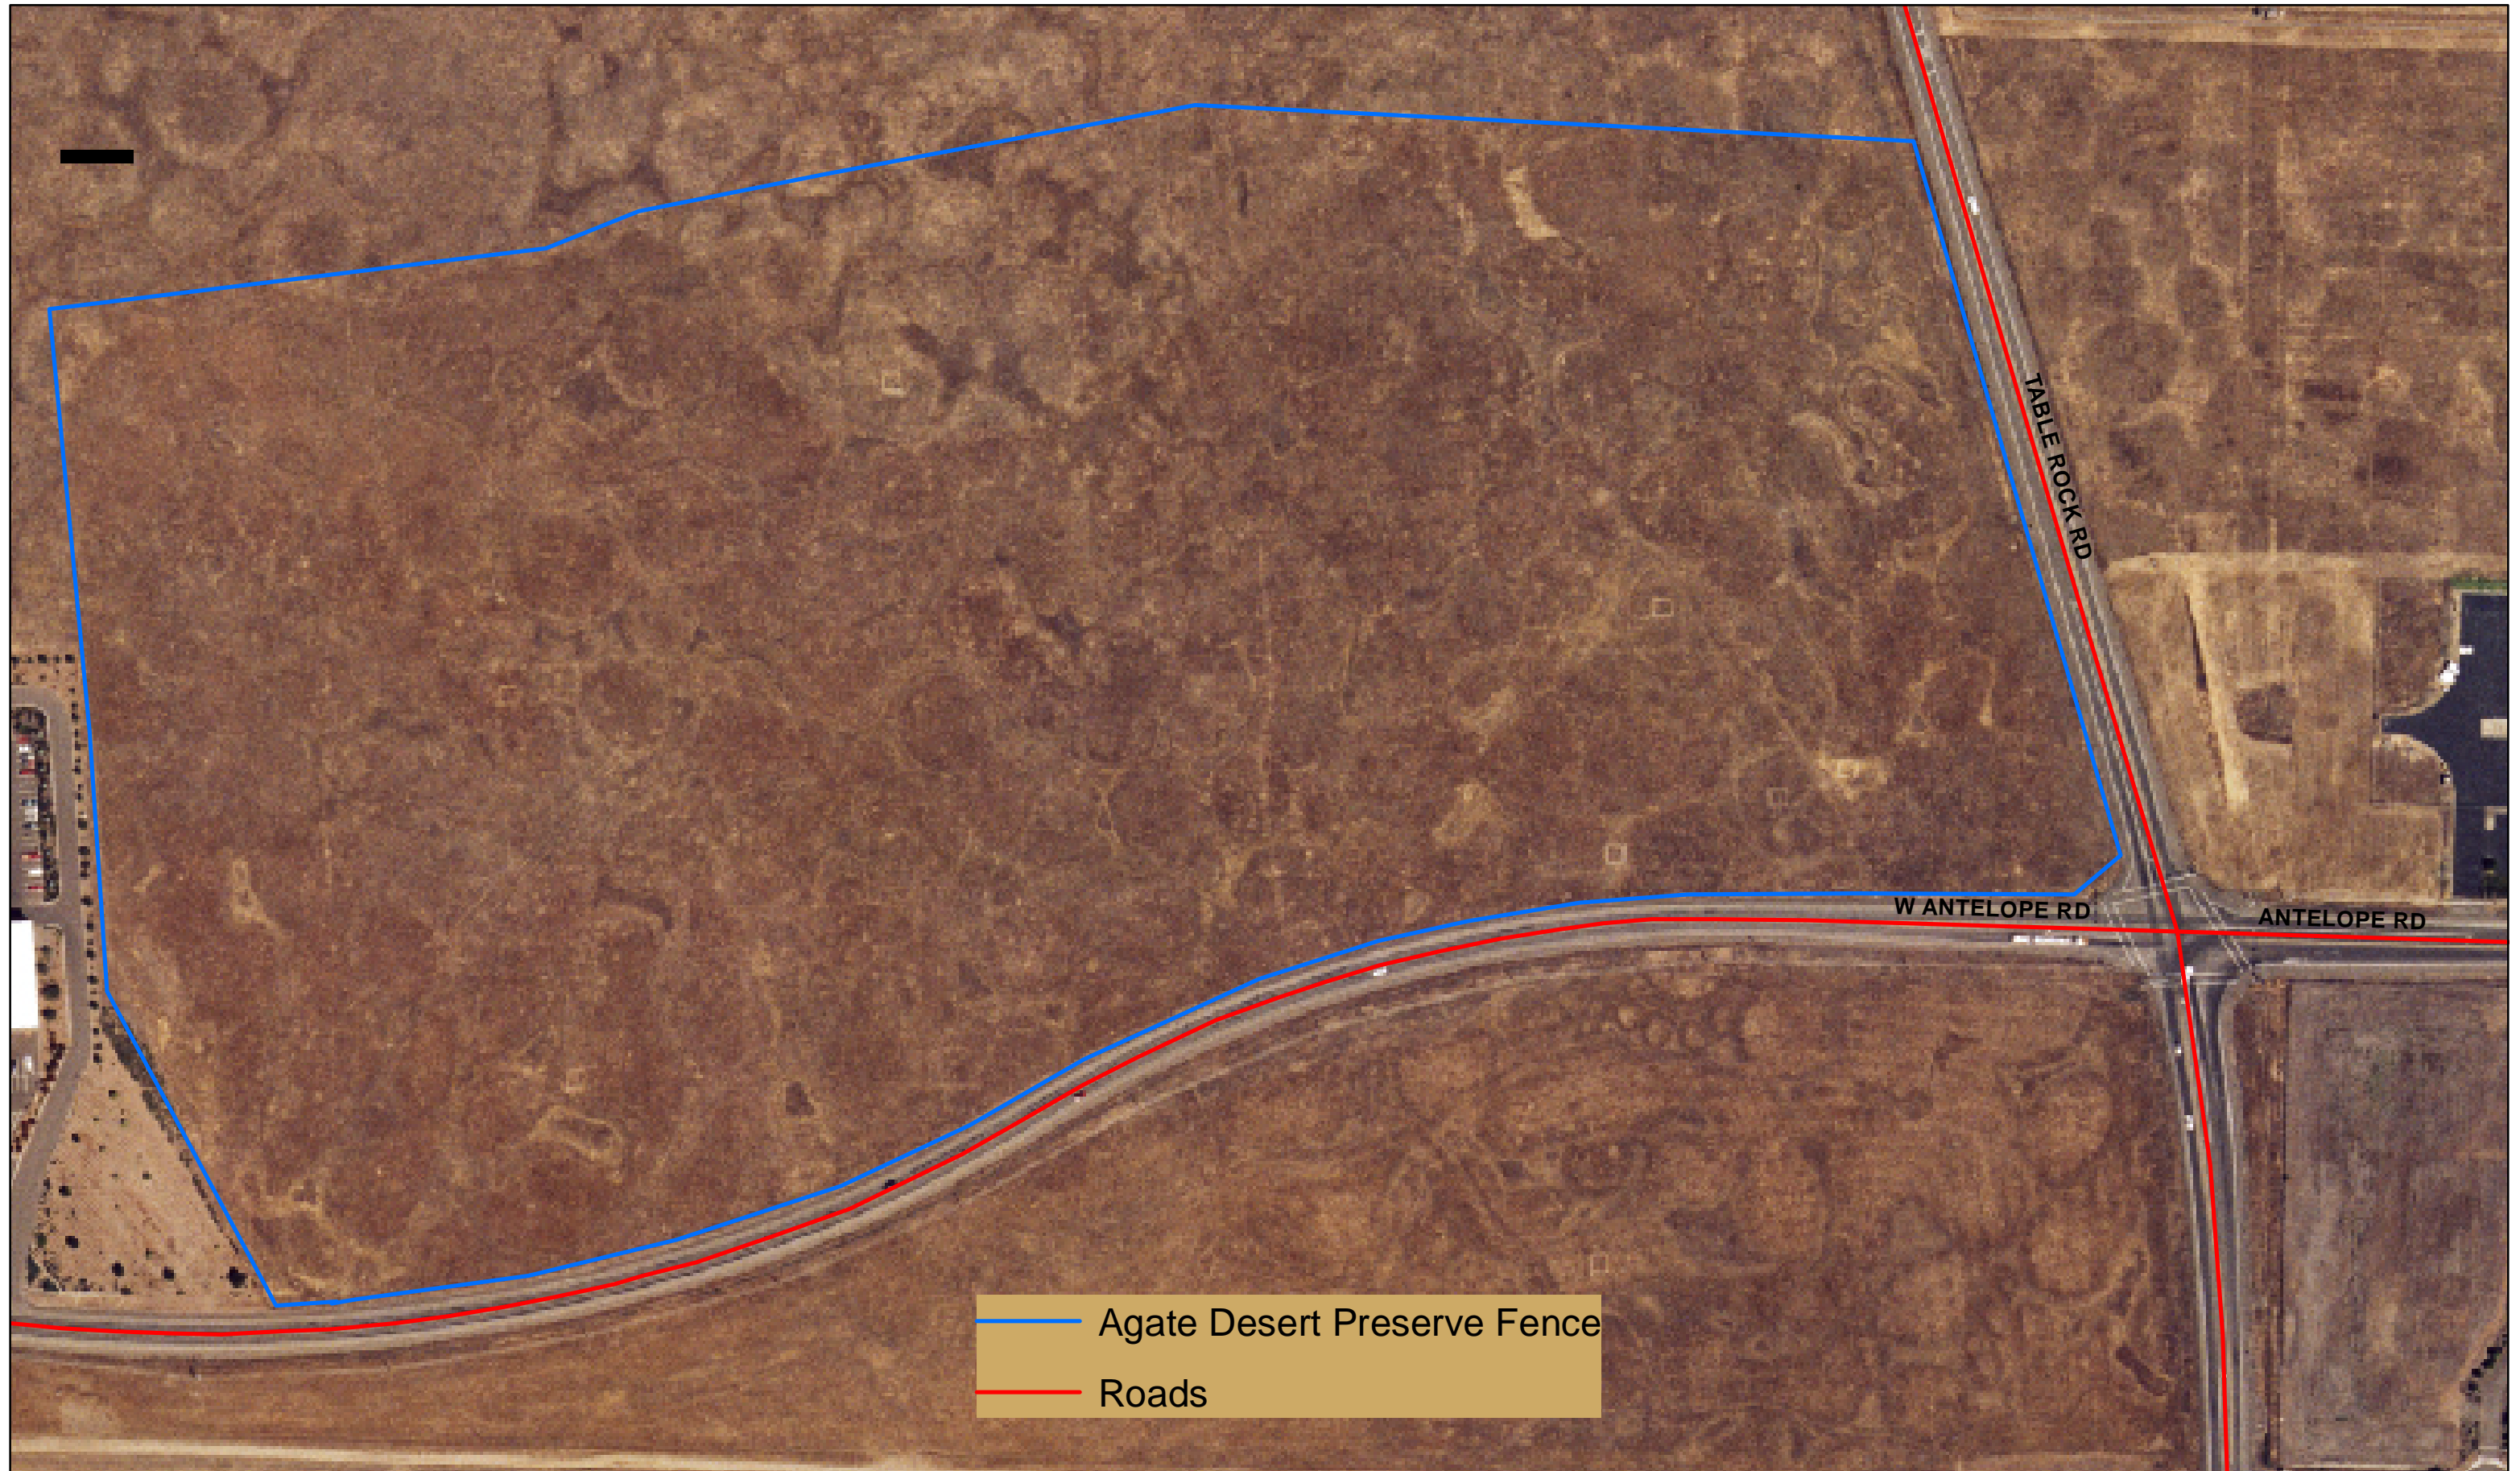 TABLE ROCK RD
W ANTELOPE RD
ANTELOPE RD
Agate Desert Preserve Fence
Roads